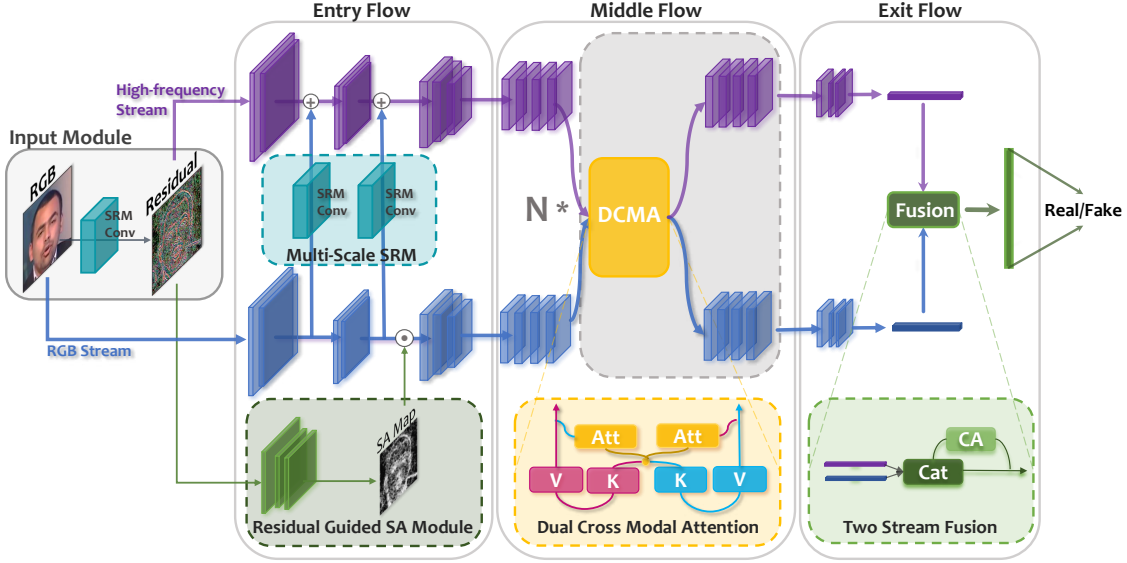 Entry Flow
Middle Flow
Exit Flow
High-frequency
Stream
Input Module
RGB
SRM
Conv
Residual
SRM
Conv
SRM
Conv
Multi-Scale SRM
N *
DCMA
Fusion
Real/Fake
RGB Stream
SA Map
Residual Guided SA Module
Att
Att
V
K
K
V
Dual Cross Modal Attention
CA
Cat
Two Stream Fusion